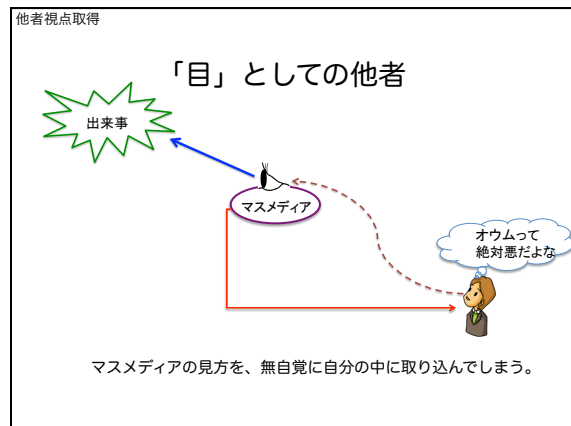 他者視点取得
「目」としての他者
出来事
マスメディア
オウムって
絶対悪だよな
マスメディアの見方を、無自覚に自分の中に取り込んでしまう。